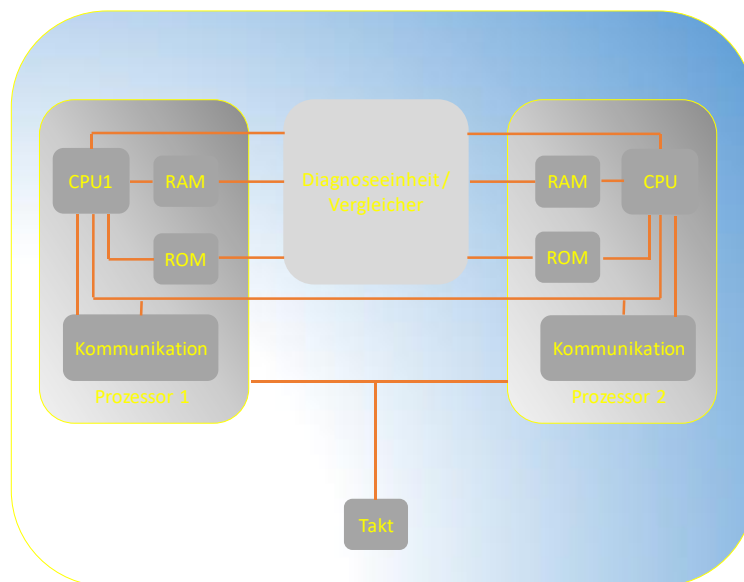 CPU1
RAM
ROM
Kommunikation
Prozessor 1
Diagnoseeinheit/
Vergleicher
RAM
CPU
ROM
Kommunikation
Prozessor 2
Takt